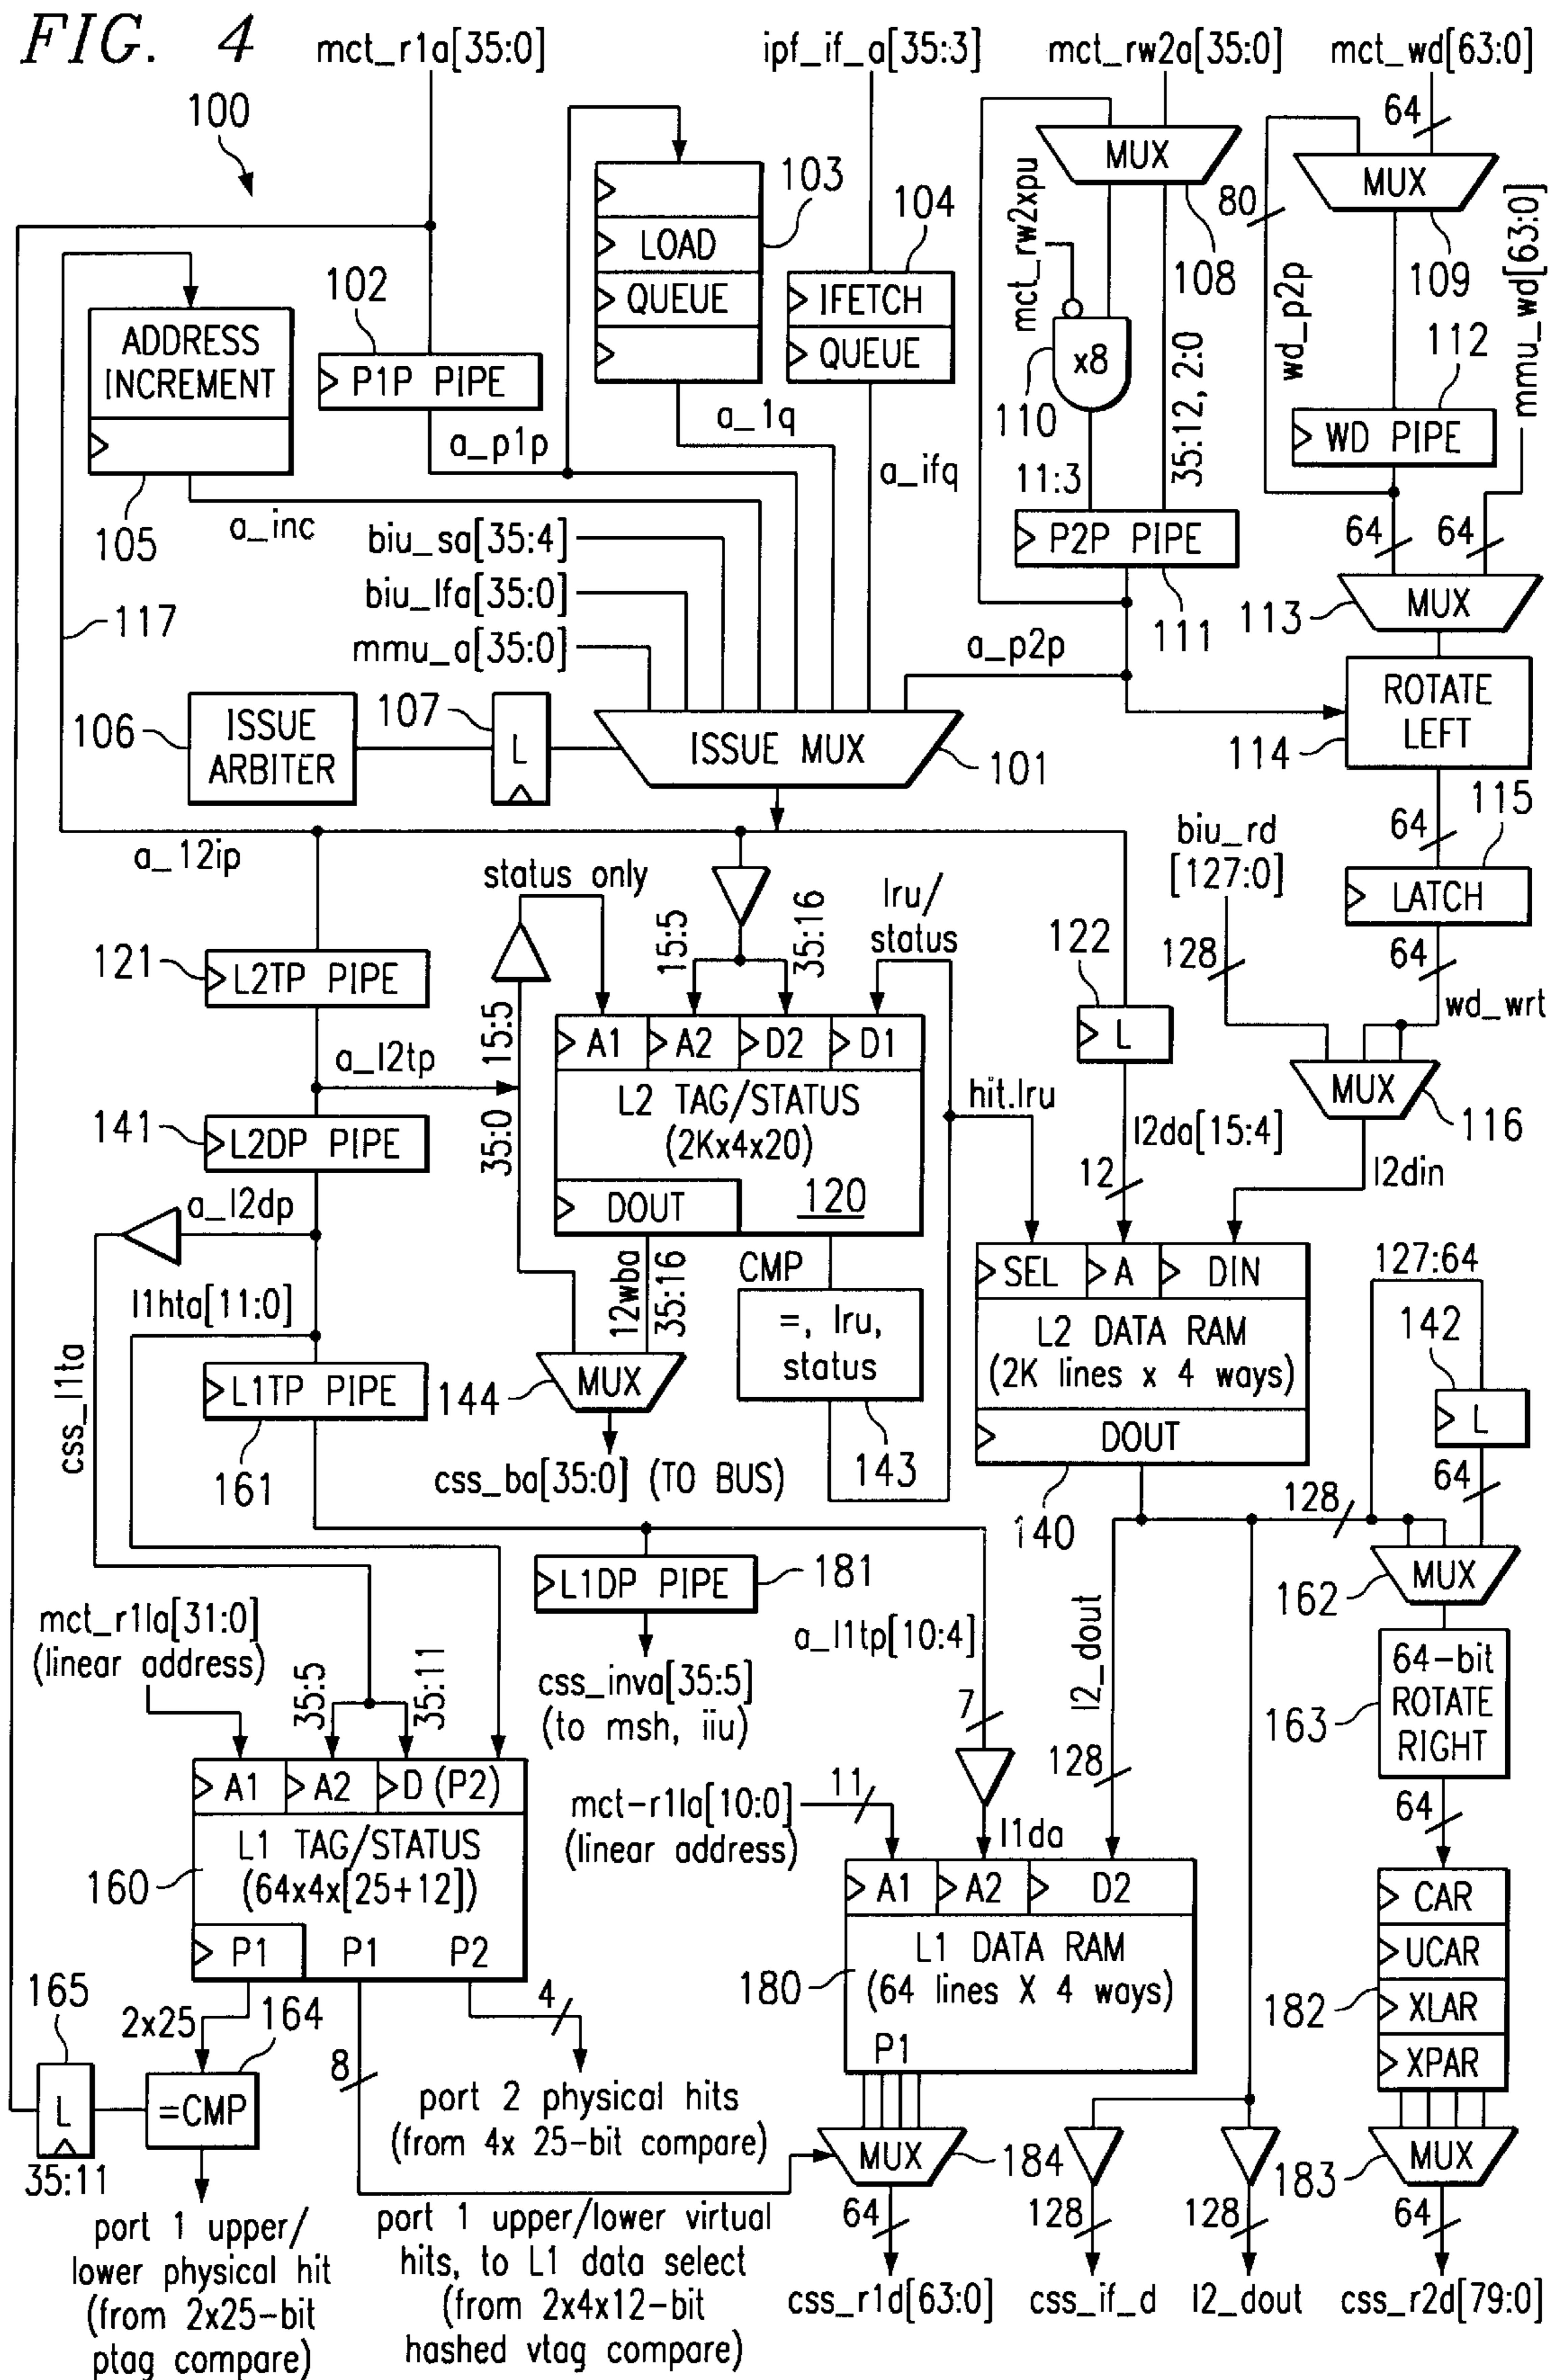 FIG. 4
mct_r1a[35:0]
ipf_if_a[35:3]
mct_rw2a[35:0]
mct_wd[63:0]
100
64
MUX
MUX
103
LOAD
QUEUE
104
IFETCH
QUEUE
mct_rw2xpu
108
80
109
mmu_wd[63:0]
wd_p2p
102
P1P PIPE
ADDRESS
INCREMENT
x8
110
35:12, 2:0
112
WD PIPE
a_p1p
a_1q
a_ifq
11:3
105
a_inc
biu_sa[35:4]
P2P PIPE
64
64
biu_lfa[35:0]
111
113
MUX
117
mmu_a[35:0]
a_p2p
ROTATE
LEFT
114
106
ISSUE
ARBITER
107
L
ISSUE MUX
101
115
64
a_12ip
biu_rd
[127:0]
LATCH
status only
15:5
35:16
lru/
status
122
128
64
wd_wrt
121
L2TP PIPE
15:5
L
A1
A2
D2
D1
a_l2tp
L2 TAG/STATUS
(2Kx4x20)
hit.lru
MUX
116
141
L2DP PIPE
35:0
l2da[15:4]
12
l2din
a_l2dp
DOUT
120
12wba
35:16
CMP
SEL
A
DIN
127:64
l1hta[11:0]
=, lru,
status
L2 DATA RAM
(2K lines x 4 ways)
142
css_l1ta
L1TP PIPE
144
MUX
L
161
css_ba[35:0] (TO BUS)
143
DOUT
64
140
128
L1DP PIPE
181
MUX
162
mct_r1la[31:0]
(linear address)
35:5
35:11
a_l1tp[10:4]
l2_dout
css_inva[35:5]
(to msh, iiu)
64-bit
ROTATE
RIGHT
163
7
A1
A2
D (P2)
128
mct-r1la[10:0]
(linear address)
11
l1da
64
L1 TAG/STATUS
(64x4x[25+12])
160
A1
A2
D2
CAR
P1
P1
P2
L1 DATA RAM
(64 lines X 4 ways)
180
UCAR
XLAR
182
XPAR
165
2x25
164
4
8
P1
L
=CMP
port 2 physical hits
(from 4x 25-bit compare)
MUX
184
MUX
183
35:11
port 1 upper/
lower physical hit
(from 2x25-bit
ptag compare)
port 1 upper/lower virtual
hits, to L1 data select
(from 2x4x12-bit
hashed vtag compare)
64
128
128
64
css_r1d[63:0]
css_if_d
l2_dout
css_r2d[79:0]